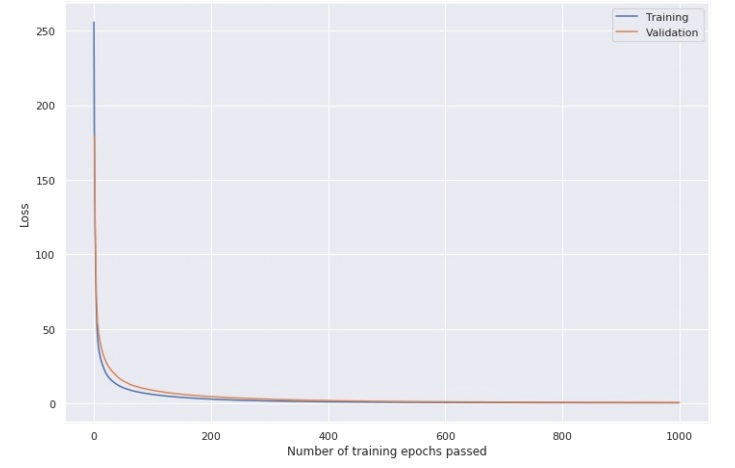 Training
Validation
250
200
150
100
50
0
Loss
0 200 400 600 800 1000
Number of training epochs passed